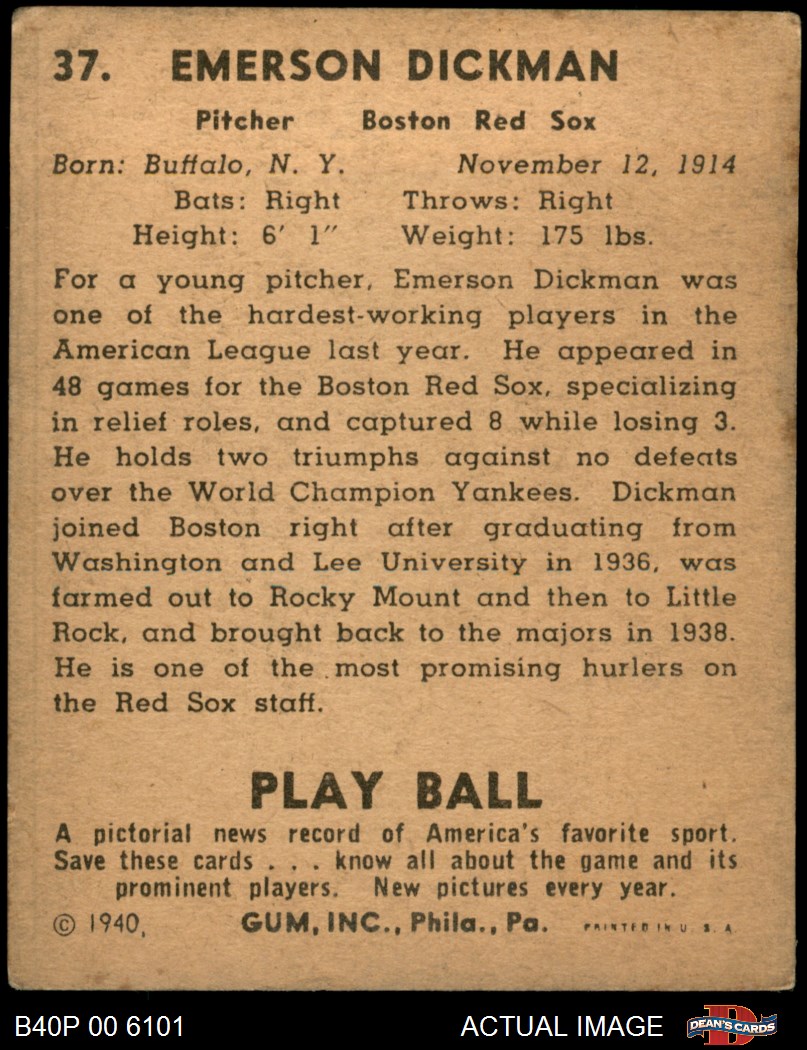 37. EMERSON DICKMAN
Pitcher Boston Red Sox
Born: Buffalo, N. Y. November 12, 1914
Bats: Right Throws: Right
Height: 6' 1" Weight: 175 lbs.
For a young pitcher, Emerson Dickman was
one of the hardest-working players in the
American League last year. He appeared in
48 games for the Boston Red Sox, specializing
in relief roles, and captured 8 while losing 3.
He holds two triumphs against no defeats
over the World Champion Yankees. Dickman
joined Boston right after graduating from
Washington and Lee University in 1936, was
farmed out to Rocky Mount and then to Little
Rock, and brought back to the majors in 1938.
He is one of the most promising hurlers on
the Red Sox staff.
PLAY BALL
A pictorial news record of America's favorite sport.
Save these cards . . . know all about the game and its
prominent players. New pictures every year.
© 1940, GUM, INC., Phila., Pa. PRINTED IN U. S. A
B40P 00 6101 ACTUAL IMAGE D DEAN'S CARDS